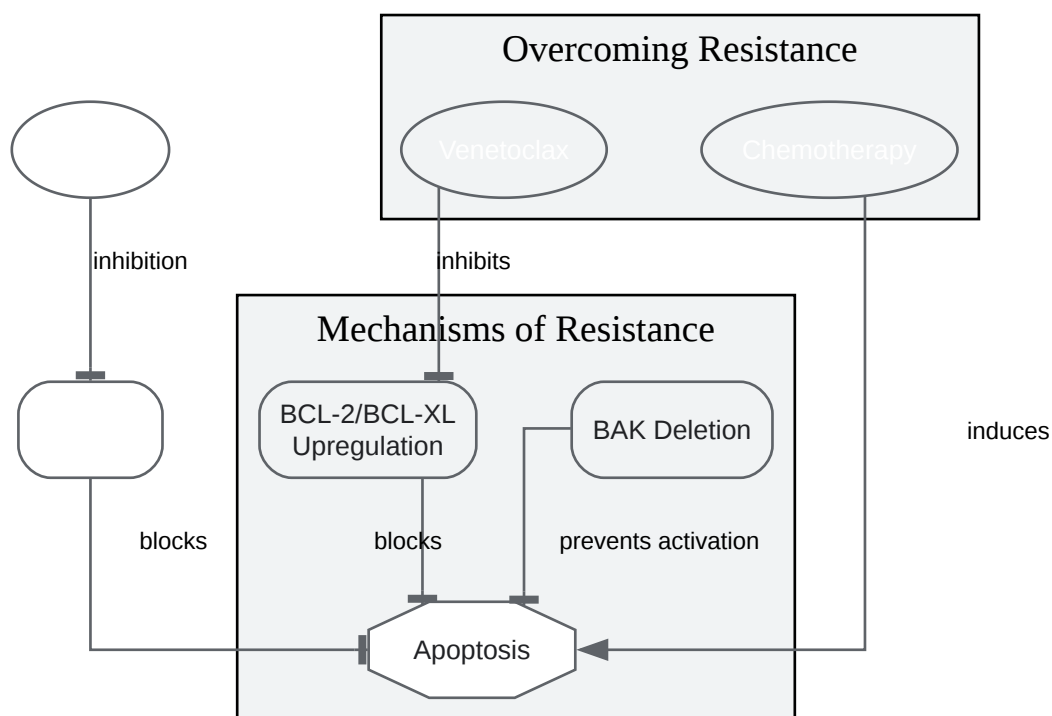 Overcoming Resistance
Venetoclax
Chemotherapy
inhibition
inhibits
Mechanisms of Resistance
BCL-2/BCL-XL
Upregulation
BAK Deletion
induces
blocks
blocks
prevents activation
Apoptosis